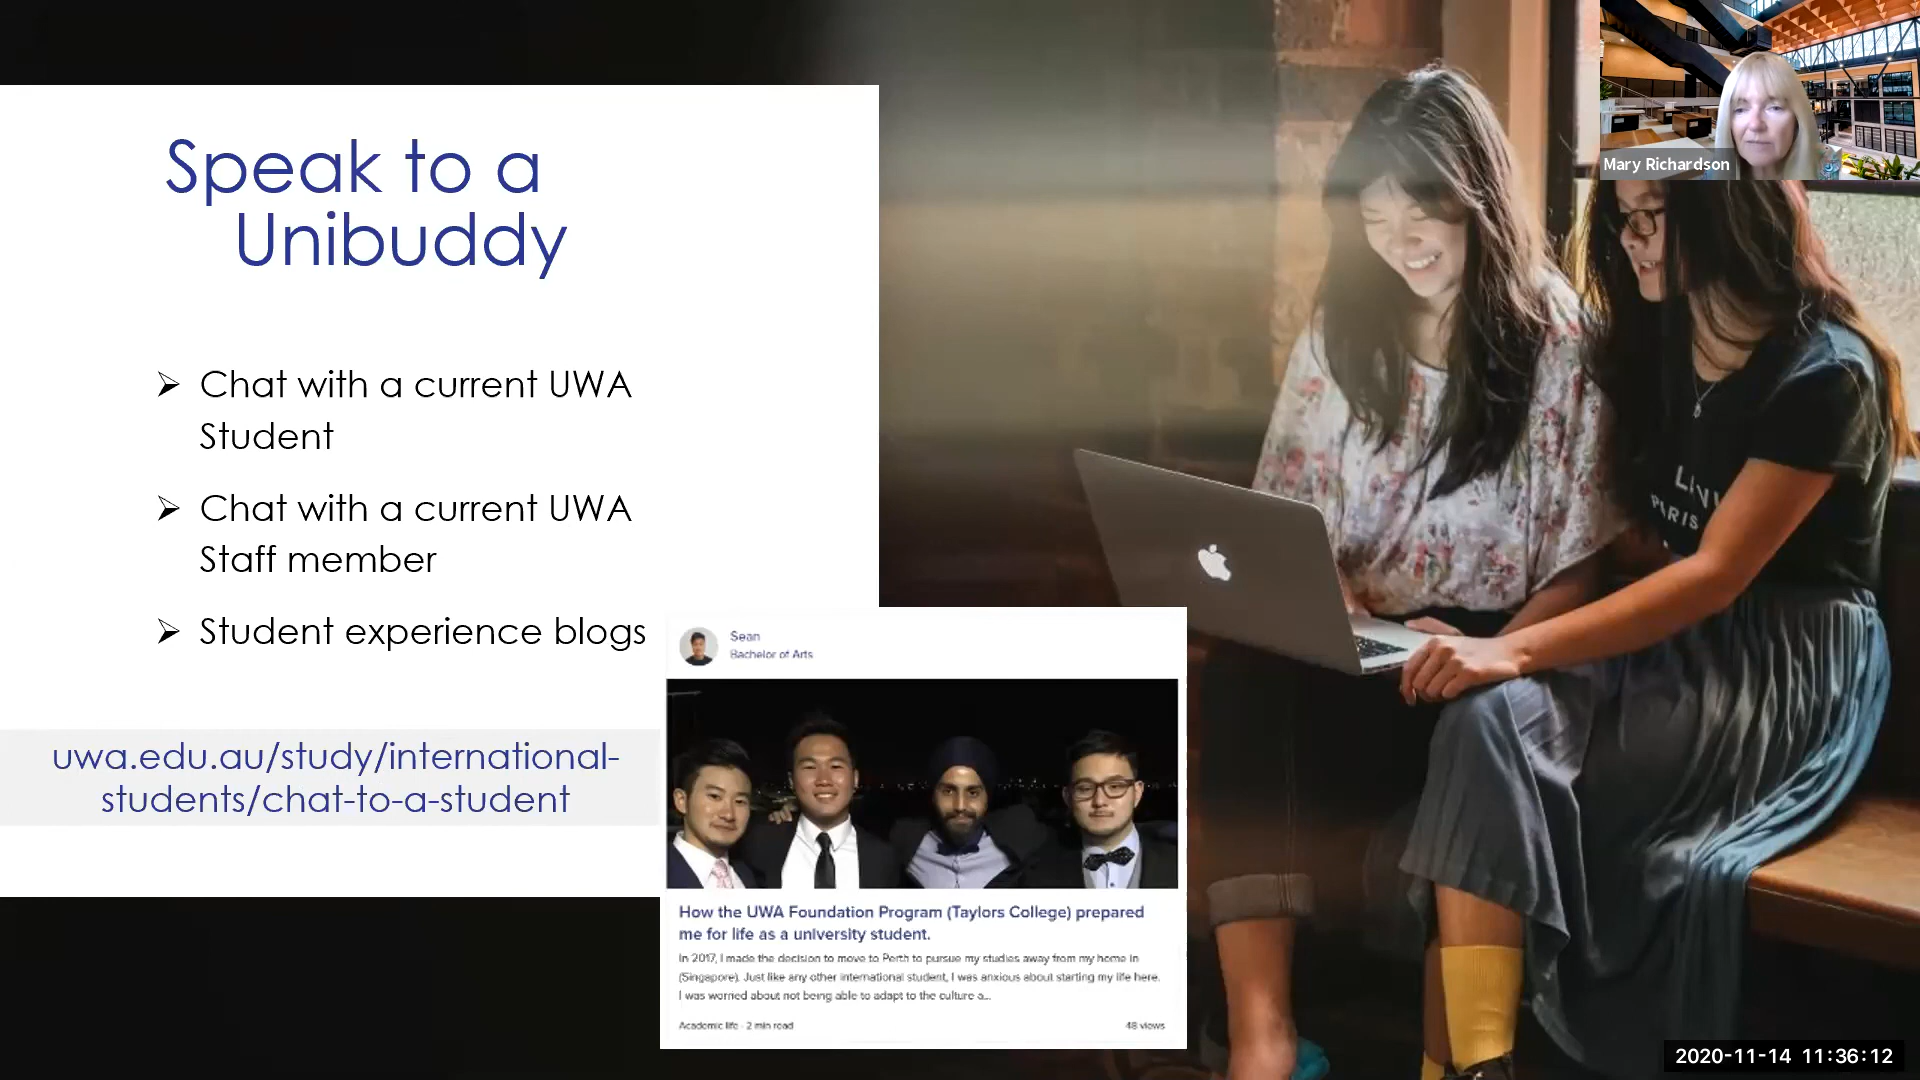 Speak to a
Unibuddy
➢ Chat with a current UWA
Student
➢ Chat with a current UWA
Staff member
➢ Student experience blogs
uwa.edu.au/study/international-
students/chat-to-a-student
Sean
Bachelor of Arts
How the UWA Foundation Program (Taylors College) prepared
me for life as a university student.
In 2017, I made the decision to move to Perth to pursue my studies away from my home in
(Singapore). Just like any other international student, I was anxious about starting my life here.
I was worried about not being able to adapt to the culture a...
Academic life - 2 min read
48 views
Mary Richardson
PARIS
2020-11-14 11:36:12